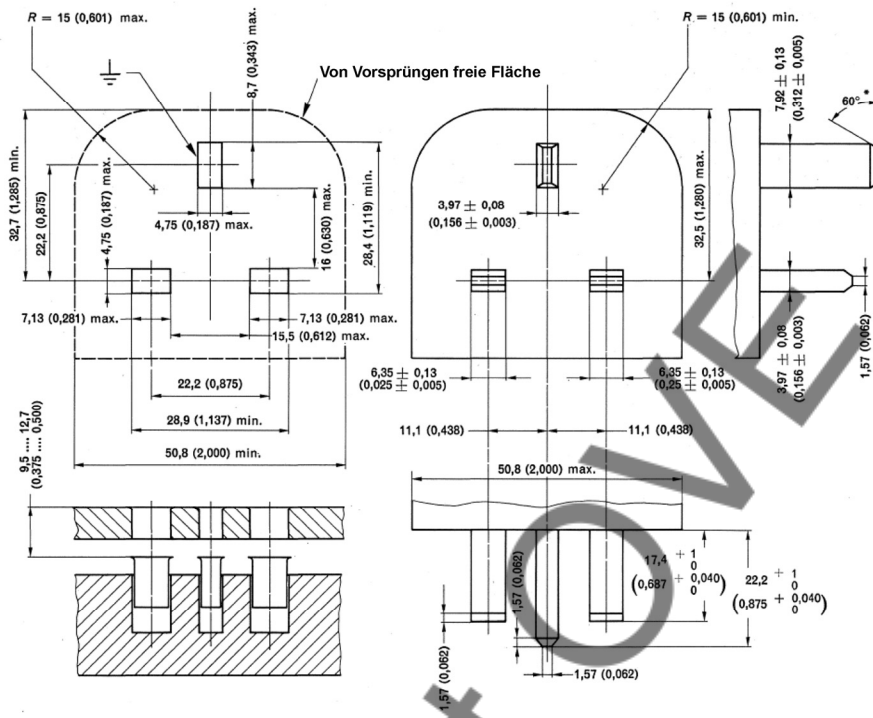 R = 15 (0,601) max.
8,7 (0,343) max.
Von Vorsprüngen freie Fläche
32,7 (1,285) min.
22,2 (0,875)
4,75 (0,187) max.
4,75 (0,187) max.
16 (0,630) max.
28,4 (1,119) min.
7,13 (0,281) max.
7,13 (0,281) max.
15,5 (0,612) max.
22,2 (0,875)
28,9 (1,137) min.
50,8 (2,000) min.
9,5 .... 12,7
(0,375 .... 0,500)
R = 15 (0,601) min.
3,97 ± 0,08
(0,156 ± 0,003)
32,5 (1,280) max.
7,92 ± 0,13
(0,312 ± 0,005)
60° *
6,35 ± 0,13
(0,025 ± 0,005)
6,35 ± 0,13
(0,25 ± 0,005)
3,97 ± 0,08
(0,156 ± 0,003)
1,57 (0,062)
11,1 (0,438)
11,1 (0,438)
50,8 (2,000) max.
1,57 (0,062)
17,4 + 1
0
(0,687 + 0,040)
0
22,2 + 1
0
(0,875 + 0,040)
0
1,57 (0,062)
1,57 (0,062)
OVE